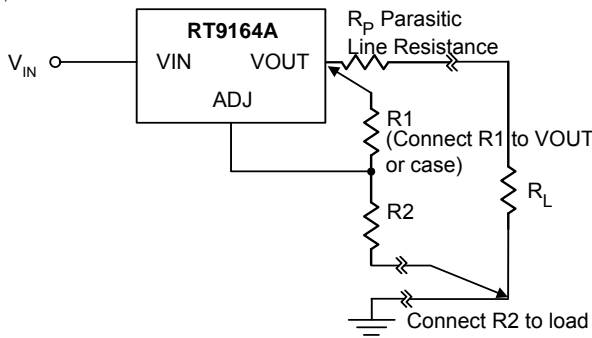 RT9164A
R_P Parasitic
Line Resistance
V_IN
VIN
VOUT
ADJ
R1
(Connect R1 to VOUT
or case)
R2
R_L
Connect R2 to load